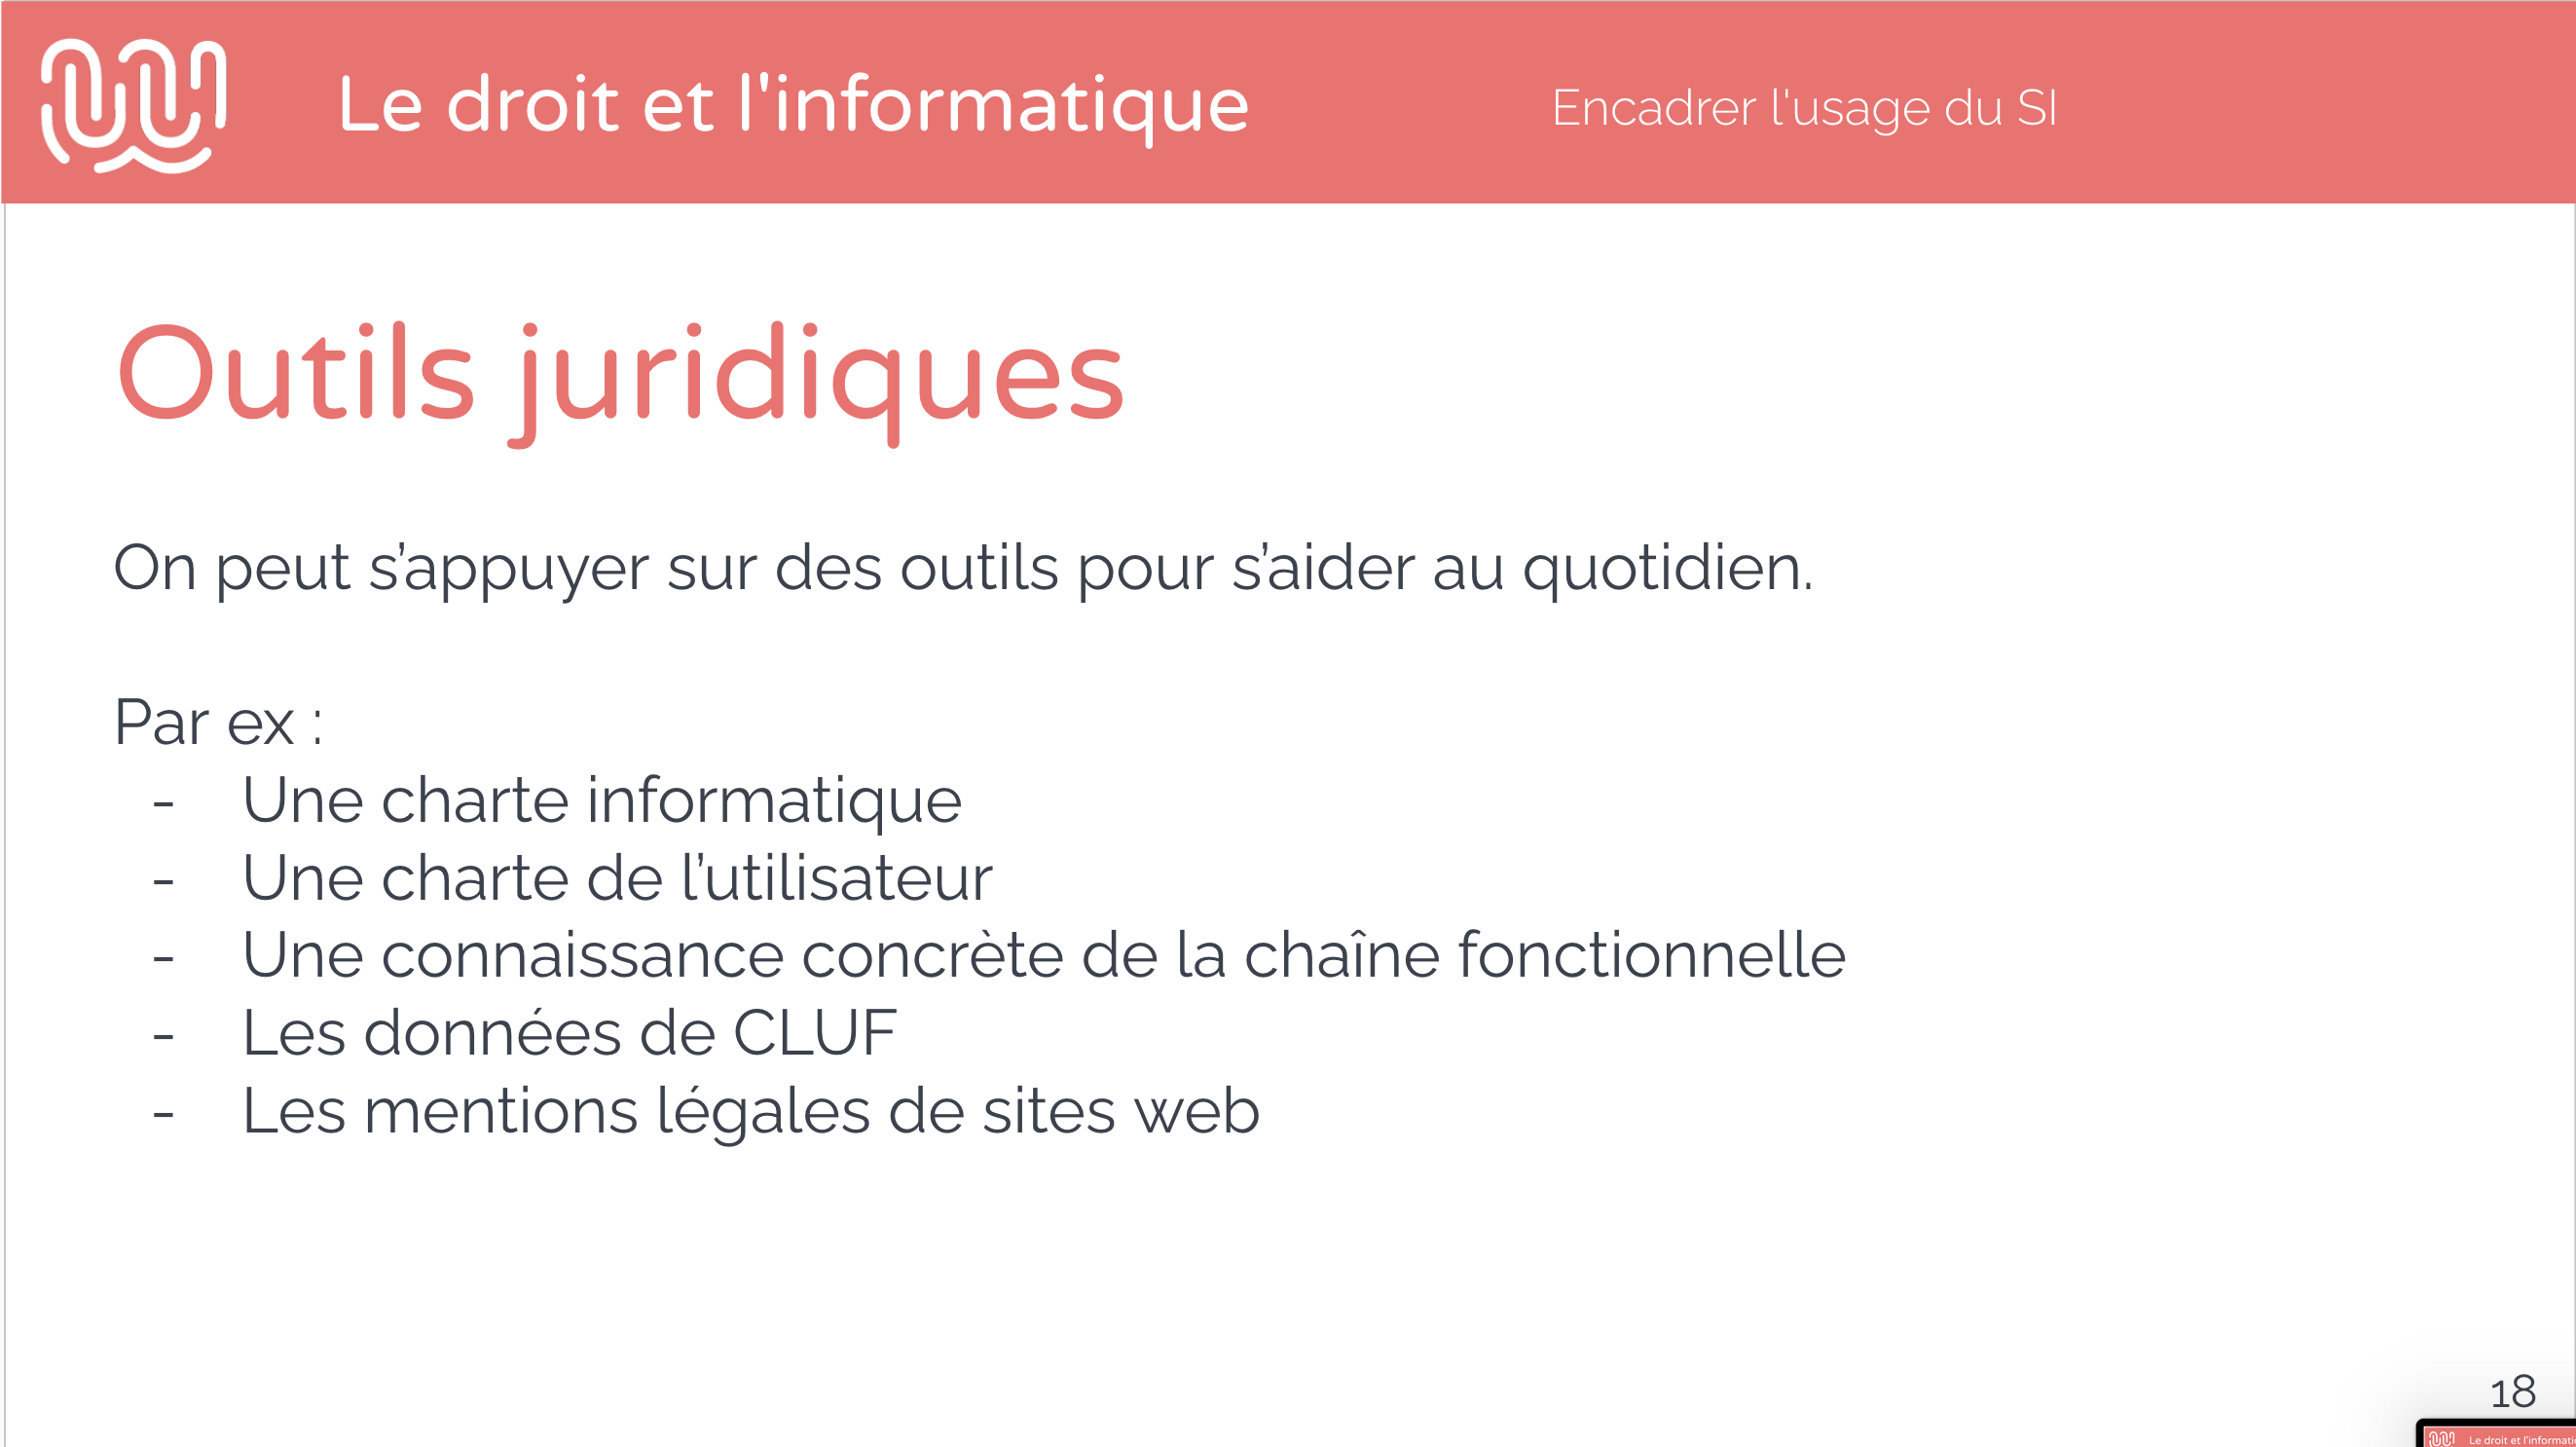 Le droit et l'informatique
Encadrer l'usage du SI
Outils juridiques
On peut s’appuyer sur des outils pour s’aider au quotidien.
Par ex :
- Une charte informatique
- Une charte de l’utilisateur
- Une connaissance concrète de la chaîne fonctionnelle
- Les données de CLUF
- Les mentions légales de sites web
18
Le droit et l'informati